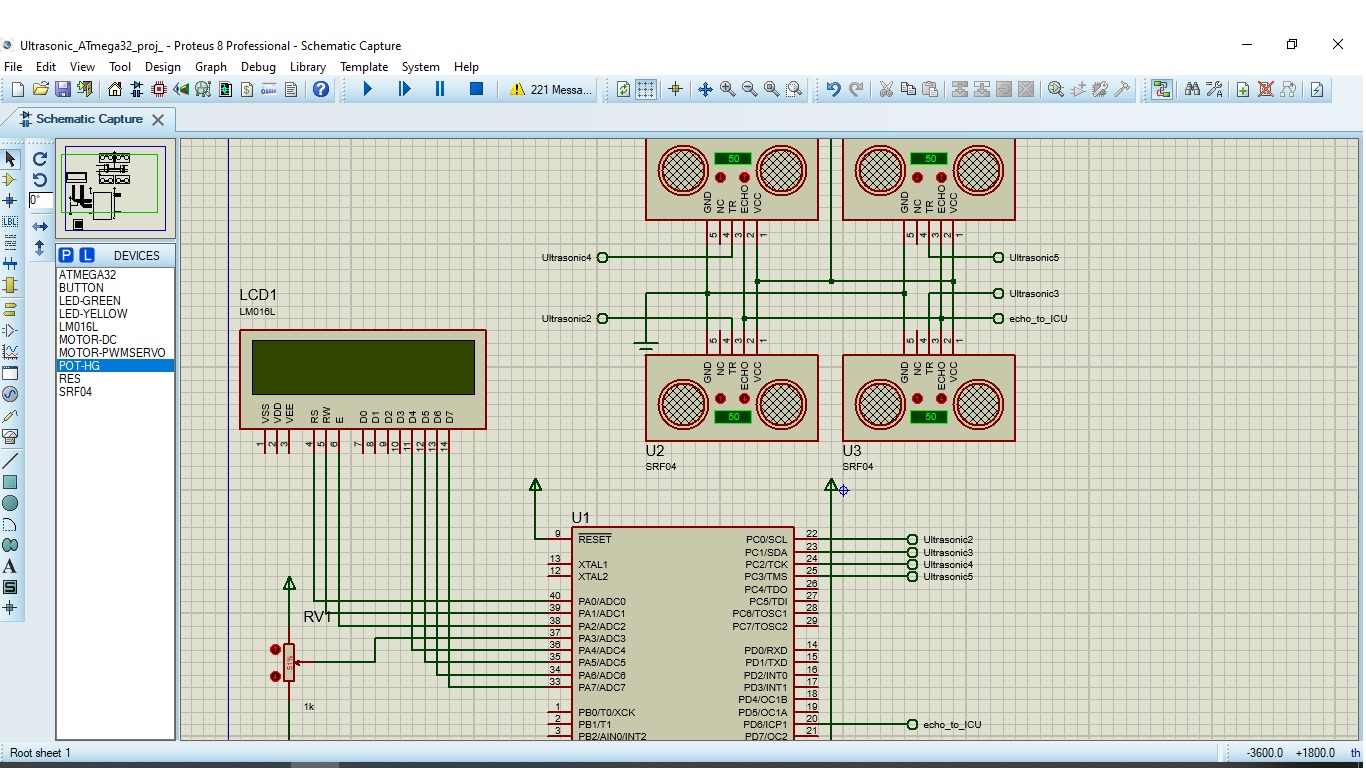 Ultrasonic_ATmega32_proj_ - Proteus 8 Professional - Schematic Capture
File Edit View Tool Design Graph Debug Library Template System Help
221 Messa...
Schematic Capture
0°
LBL
P L DEVICES
ATMEGA32
BUTTON
LED-GREEN
LED-YELLOW
LM016L
MOTOR-DC
MOTOR-PWMSERVO
POT-HG
RES
SRF04
A
S
50
GND NC TR ECHO VCC
5 4 3 2 1
50
GND NC TR ECHO VCC
5 4 3 2 1
Ultrasonic4
Ultrasonic5
Ultrasonic3
Ultrasonic2
echo_to_ICU
5 4 3 2 1
GND NC TR ECHO VCC
50
U2
SRF04
5 4 3 2 1
GND NC TR ECHO VCC
50
U3
SRF04
LCD1
LM016L
VSS VDD VEE RS RW E D0 D1 D2 D3 D4 D5 D6 D7
1 2 3 4 5 6 7 8 9 10 11 12 13 14
RV1
51%
1k
U1
9 RESET
13 XTAL1
12 XTAL2
40 PA0/ADC0
39 PA1/ADC1
38 PA2/ADC2
37 PA3/ADC3
36 PA4/ADC4
35 PA5/ADC5
34 PA6/ADC6
33 PA7/ADC7
1 PB0/T0/XCK
2 PB1/T1
3 PB2/AIN0/INT2
PC0/SCL 22 Ultrasonic2
PC1/SDA 23 Ultrasonic3
PC2/TCK 24 Ultrasonic4
PC3/TMS 25 Ultrasonic5
PC4/TDO 26
PC5/TDI 27
PC6/TOSC1 28
PC7/TOSC2 29
PD0/RXD 14
PD1/TXD 15
PD2/INT0 16
PD3/INT1 17
PD4/OC1B 18
PD5/OC1A 19
PD6/ICP1 20 echo_to_ICU
PD7/OC2 21
Root sheet 1
-3600.0 +1800.0 th